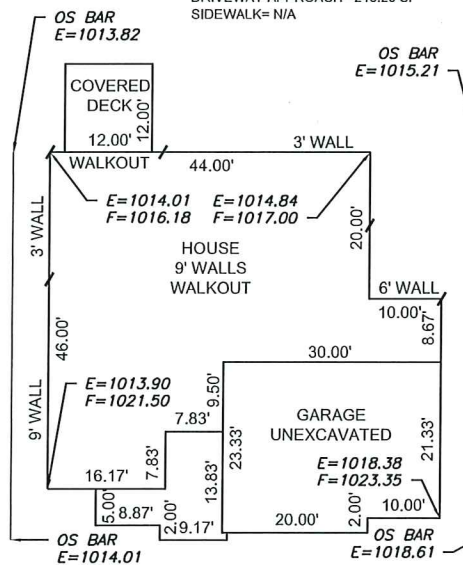 SIDEWALK= N/A
OS BAR
E=1013.82
OS BAR
E=1015.21
COVERED
DECK
12.00'
12.00'
WALKOUT
44.00'
3' WALL
E=1014.01
F=1016.18
E=1014.84
F=1017.00
3' WALL
20.00'
HOUSE
9' WALLS
WALKOUT
6' WALL
10.00'
8.67'
46.00'
30.00'
9' WALL
E=1013.90
F=1021.50
9.50'
7.83'
GARAGE
UNEXCAVATED
23.33'
21.33'
E=1018.38
F=1023.35
16.17'
7.83'
13.83'
5.00'
8.87'
2.00'
9.17'
20.00'
2.00'
10.00'
OS BAR
E=1014.01
OS BAR
E=1018.61